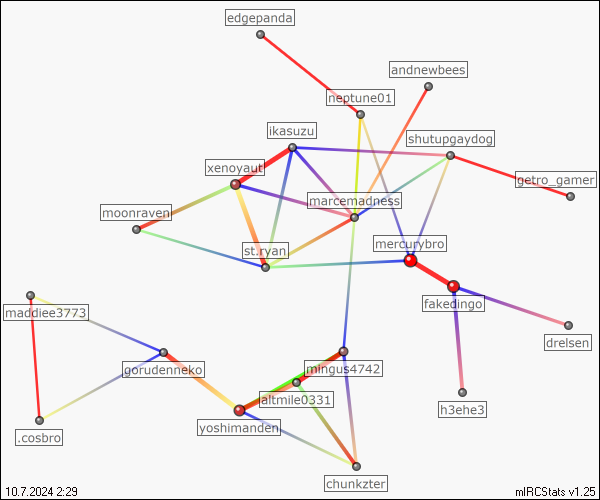 edgepanda
andnewbees
neptune01
ikasuzu
shutupgaydog
xenoyaut
getro_gamer
marcemadness
moonraven
mercurybro
st.ryan
fakedingo
maddiee3773
drelsen
gorudenneko
mingus4742
altmile0331
h3ehe3
yoshimanden
.cosbro
chunkzter
10.7.2024 2:29
mIRCStats v1.25